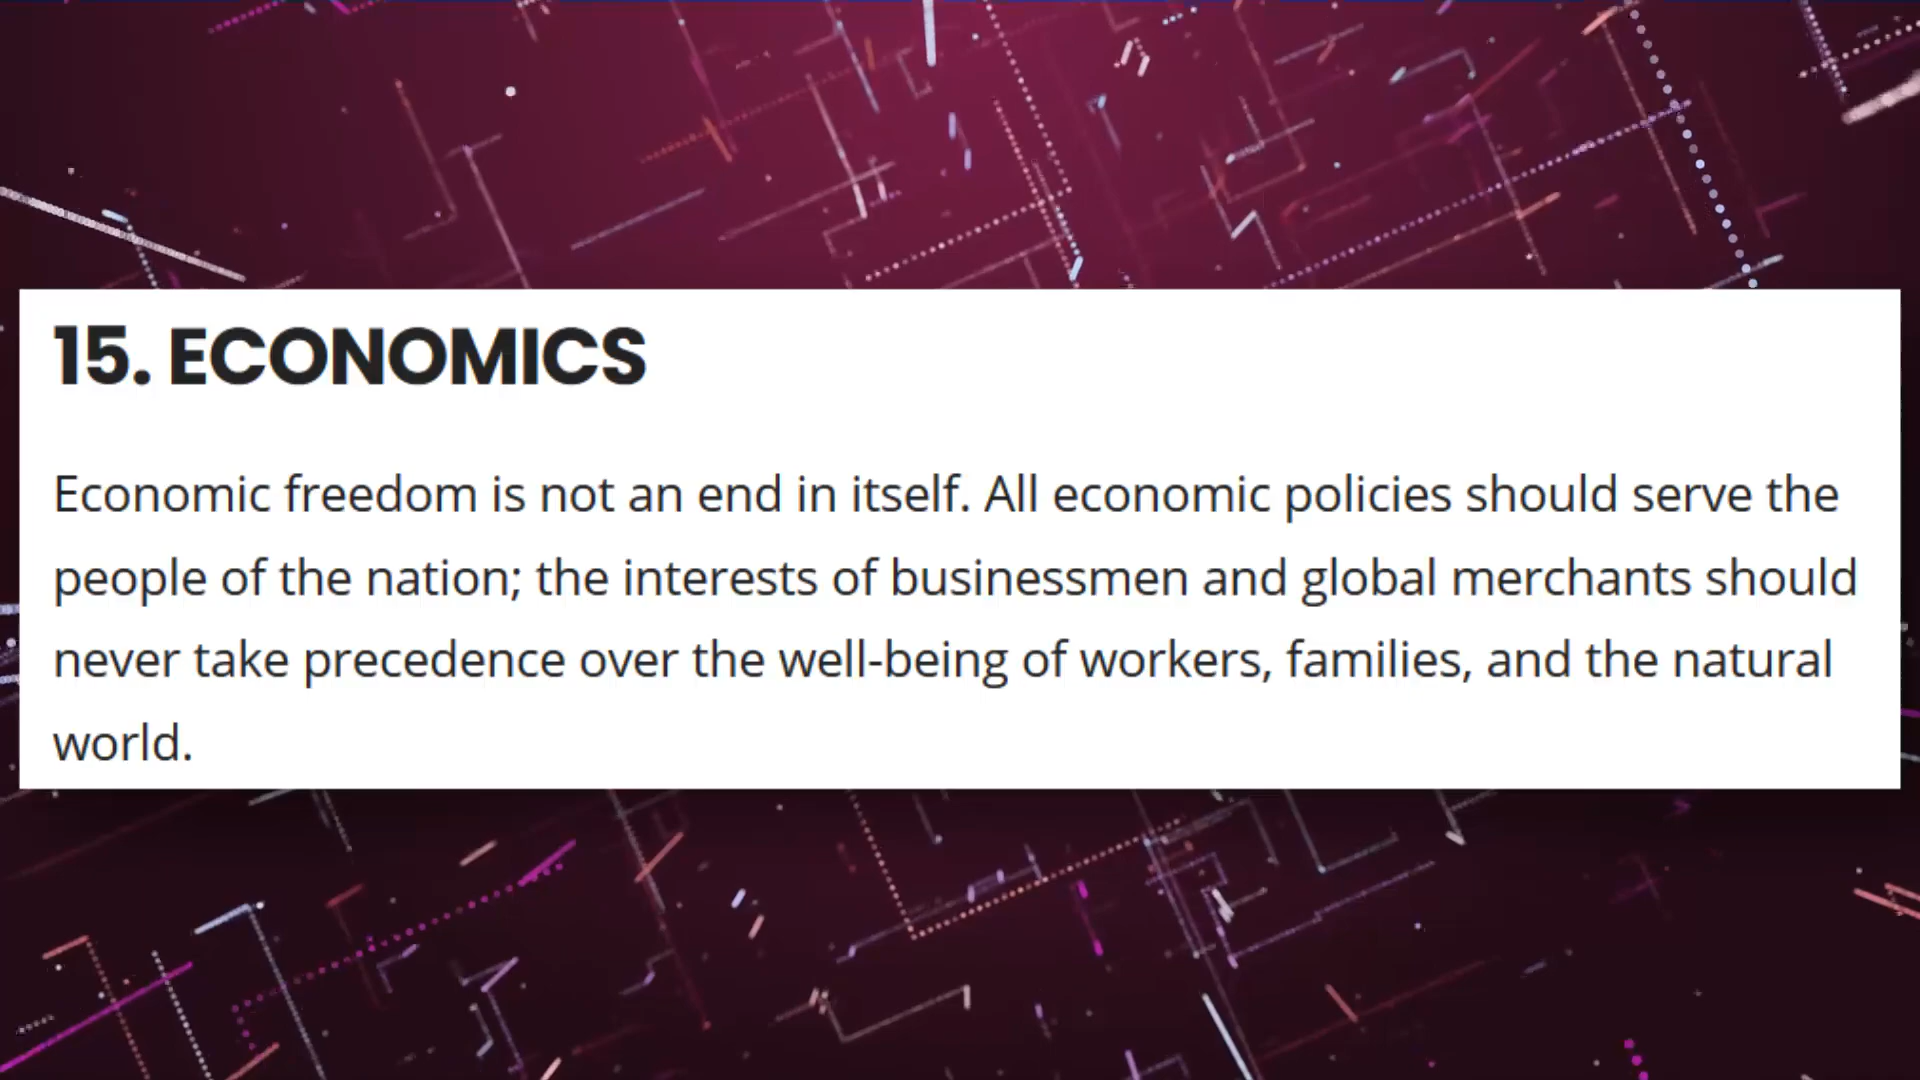 15. ECONOMICS
Economic freedom is not an end in itself. All economic policies should serve the
people of the nation; the interests of businessmen and global merchants should
never take precedence over the well-being of workers, families, and the natural
world.